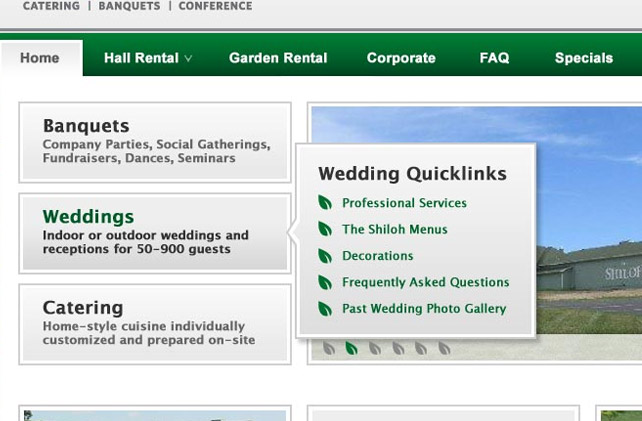 CATERING | BANQUETS | CONFERENCE
Home Hall Rental Garden Rental Corporate FAQ Specials
Banquets
Company Parties, Social Gatherings,
Fundraisers, Dances, Seminars
Weddings
Indoor or outdoor weddings and
receptions for 50-900 guests
Catering
Home-style cuisine individually
customized and prepared on-site
Wedding Quicklinks
Professional Services
The Shiloh Menus
Decorations
Frequently Asked Questions
Past Wedding Photo Gallery